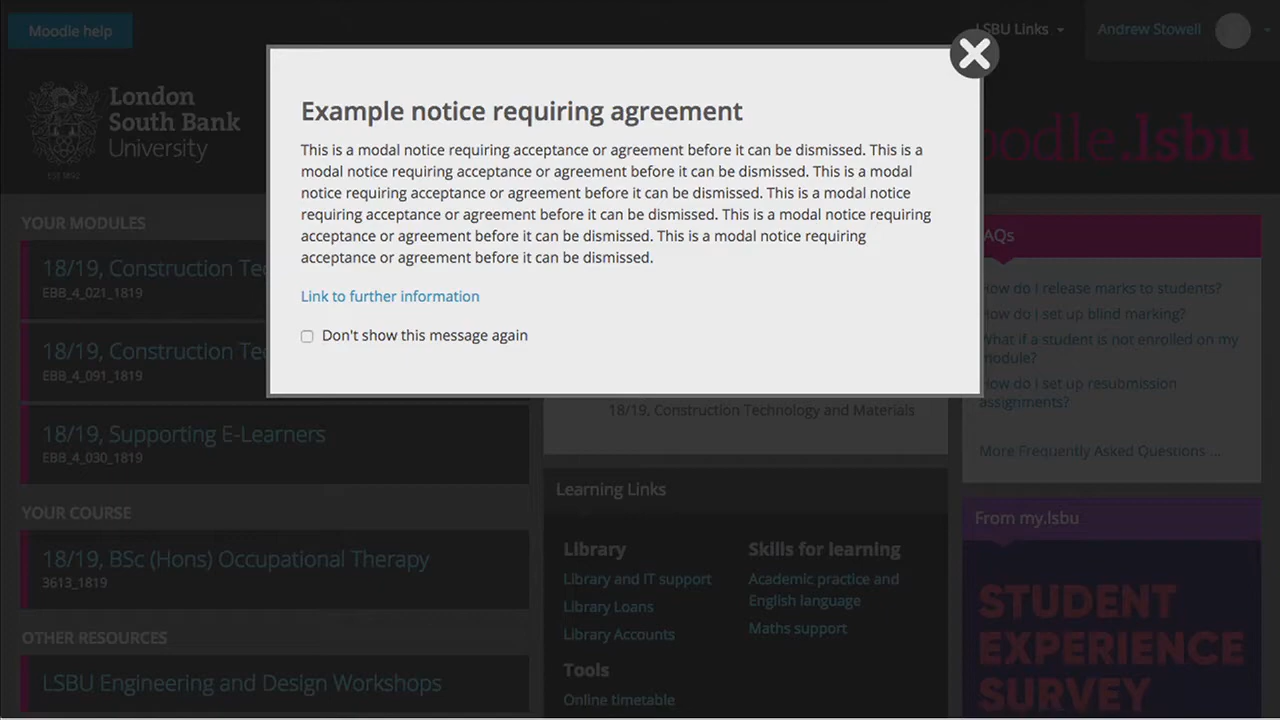 Moodle help
LSBU Links
Andrew Stowell
London
South Bank
University
EST 1892
oodle.lsbu
Example notice requiring agreement
This is a modal notice requiring acceptance or agreement before it can be dismissed. This is a
modal notice requiring acceptance or agreement before it can be dismissed. This is a modal
notice requiring acceptance or agreement before it can be dismissed. This is a modal notice
requiring acceptance or agreement before it can be dismissed. This is a modal notice requiring
acceptance or agreement before it can be dismissed. This is a modal notice requiring
acceptance or agreement before it can be dismissed.
Link to further information
Don't show this message again
YOUR MODULES
18/19, Construction Te
EBB_4_021_1819
18/19, Construction Te
EBB_4_091_1819
18/19, Supporting E-Learners
EBB_4_030_1819
YOUR COURSE
18/19, BSc (Hons) Occupational Therapy
3613_1819
OTHER RESOURCES
LSBU Engineering and Design Workshops
18/19, Construction Technology and Materials
Learning Links
Library
Library and IT support
Library Loans
Library Accounts
Tools
Online timetable
Skills for learning
Academic practice and
English language
Maths support
AQs
How do I release marks to students?
How do I set up blind marking?
What if a student is not enrolled on my
module?
How do I set up resubmission
assignments?
More Frequently Asked Questions ...
From my.lsbu
STUDENT
EXPERIENCE
SURVEY